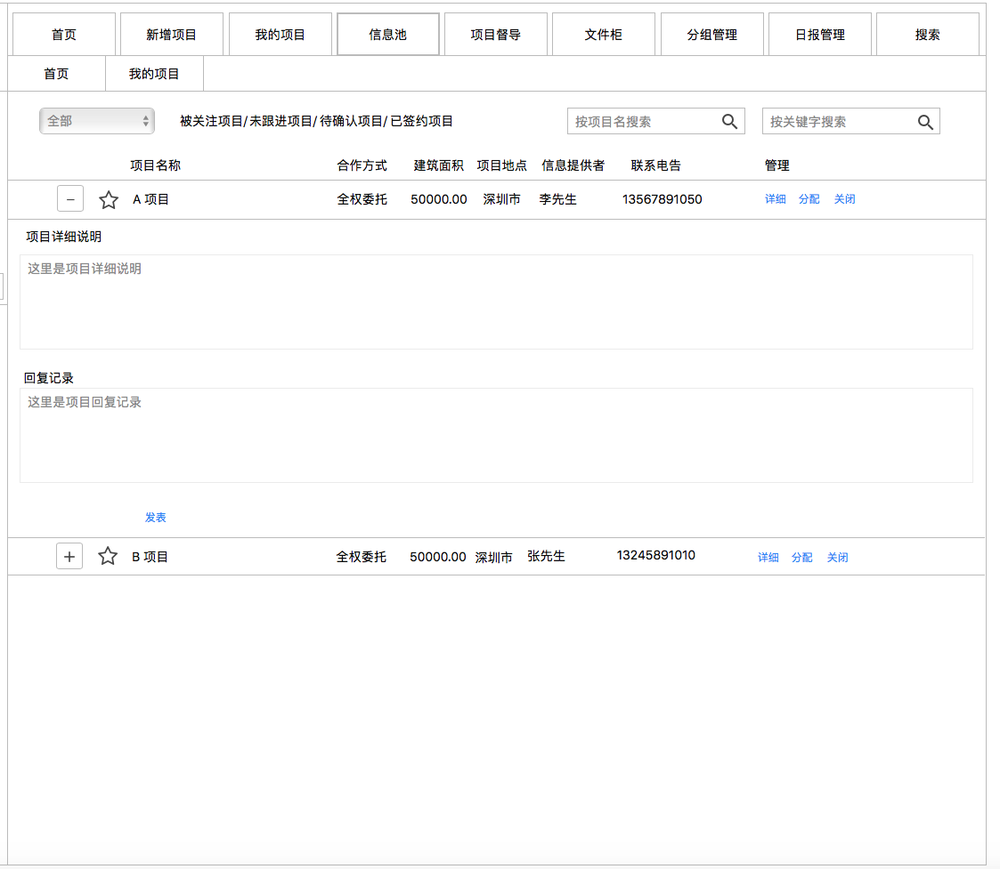 首页 新增项目 我的项目 信息池 项目督导 文件柜 分组管理 日报管理 搜索
首页 我的项目
全部 被关注项目/ 未跟进项目/ 待确认项目/ 已签约项目 按项目名搜索 按关键字搜索
项目名称 合作方式 建筑面积 项目地点 信息提供者 联系电告 管理
A 项目 全权委托 50000.00 深圳市 李先生 13567891050 详细 分配 关闭
项目详细说明
这里是项目详细说明
回复记录
这里是项目回复记录
发表
B 项目 全权委托 50000.00 深圳市 张先生 13245891010 详细 分配 关闭